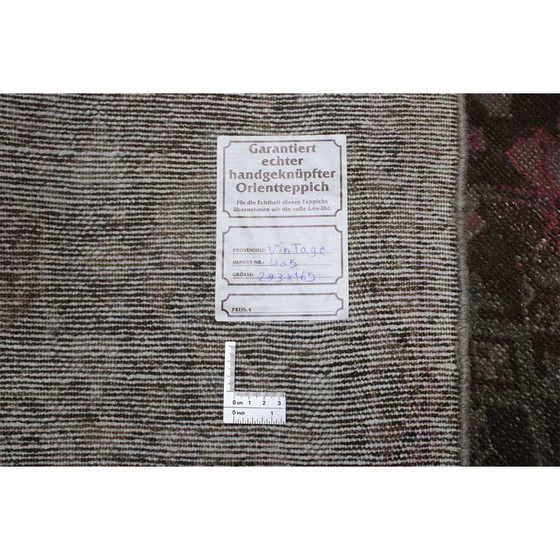 Garantiert
echter
handgeknüpfter
Orientteppich
Für die Echtheit dieses Teppichs
übernehmen wir die volle Gewähr.
PROVENIENZ: Vintage
IMPORT-NR.: 405
GRÖSSE: 293x165
PREIS: €
0 cm 1 2 3
0 inch 1